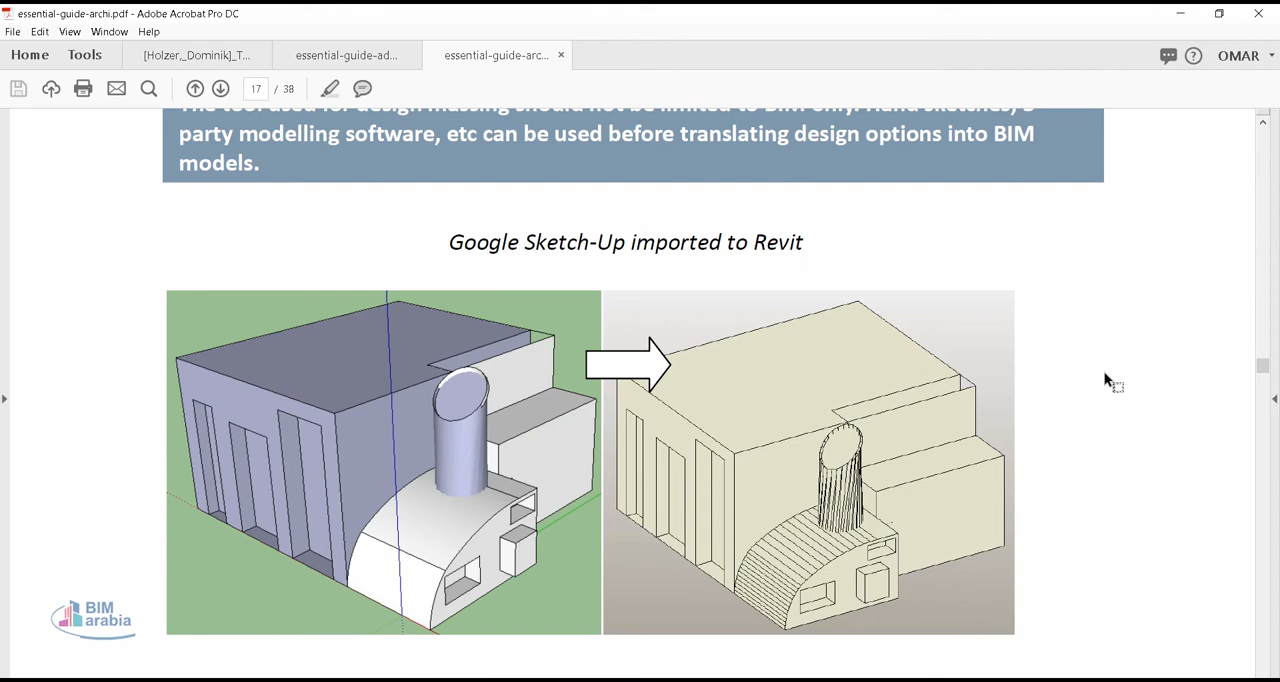 essential-guide-archi.pdf - Adobe Acrobat Pro DC
File Edit View Window Help
Home Tools [Holzer,_Dominik]_T... essential-guide-ad... essential-guide-arc... ×
OMAR
17 / 38
party modelling software, etc can be used before translating design options into BIM
models.
Google Sketch-Up imported to Revit
BIM
arabia